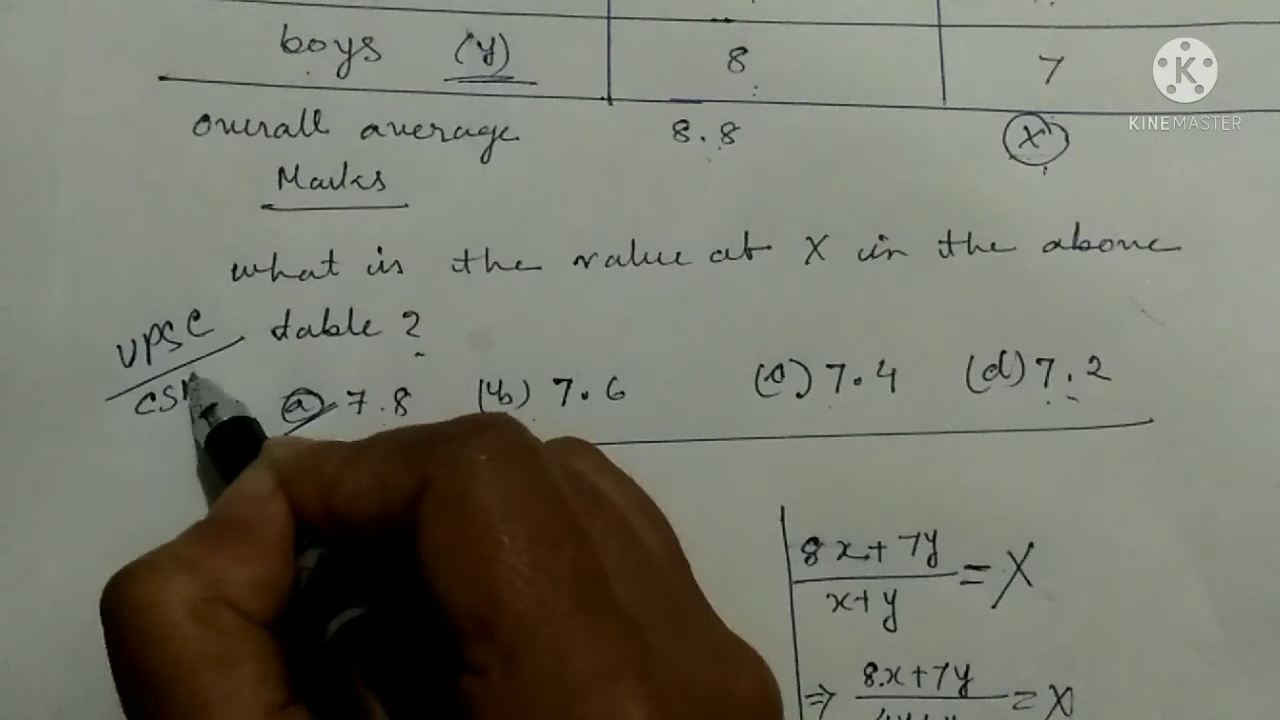 boys (y) 8 7
K
KINEMASTER
overall average 8.8 X
Marks
what is the value at X in the above
UPSC table ?
CS
(a) 7.8 (b) 7.6 (c) 7.4 (d) 7.2
8x+7y
= X
x+y
⇒ 8x+7y
= X